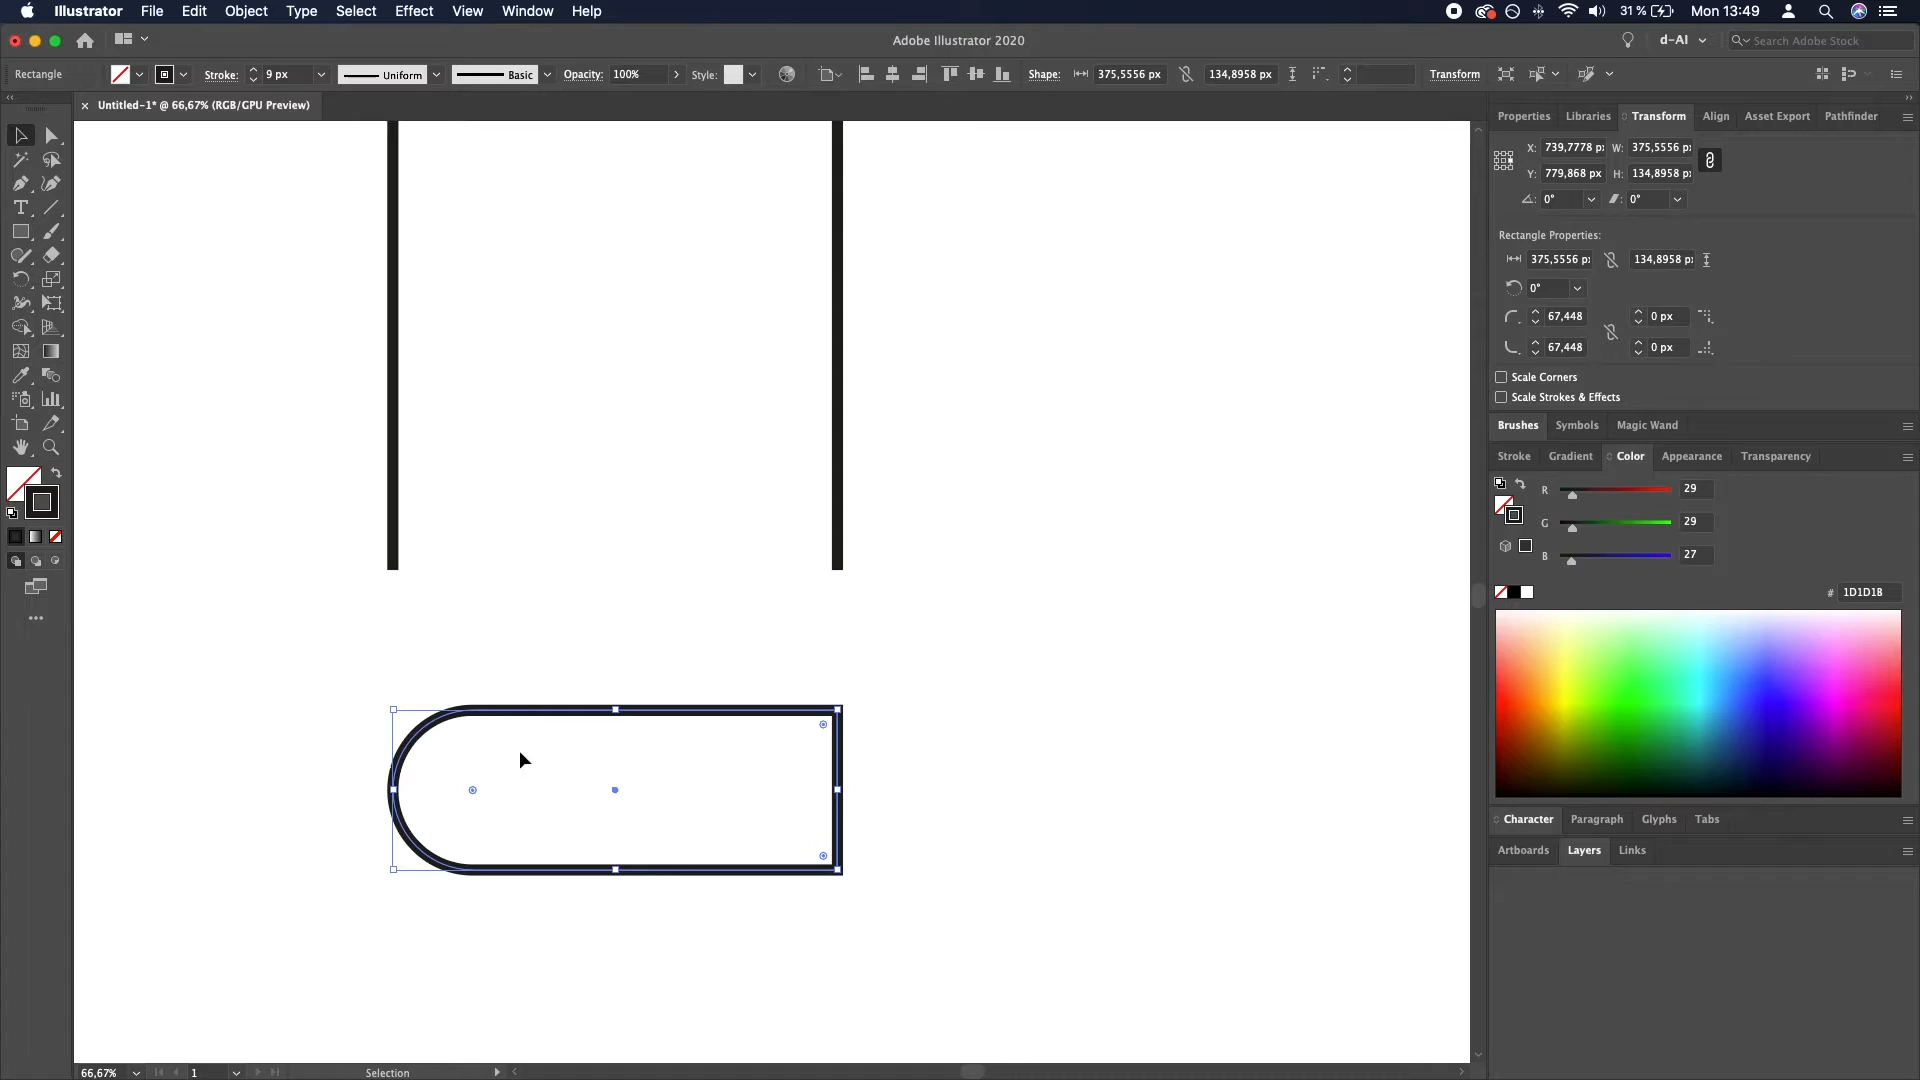 Illustrator File Edit Object Type Select Effect View Window Help 31 % Mon 13:49
Adobe Illustrator 2020 d-AI Search Adobe Stock
Rectangle Stroke: 9 px Uniform Basic Opacity: 100% Style: Shape: 375,5556 px 134,8958 px Transform
× Untitled-1* @ 66,67% (RGB/GPU Preview)
Properties Libraries Transform Align Asset Export Pathfinder
X: 739,7778 p W: 375,5556 p
Y: 779,868 px H: 134,8958 p
0° 0°
Rectangle Properties:
375,5556 p 134,8958 p
0°
67,448 0 px
67,448 0 px
Scale Corners
Scale Strokes & Effects
Brushes Symbols Magic Wand
Stroke Gradient Color Appearance Transparency
R 29
G 29
B 27
# 1D1D1B
Character Paragraph Glyphs Tabs
Artboards Layers Links
66,67% 1 Selection